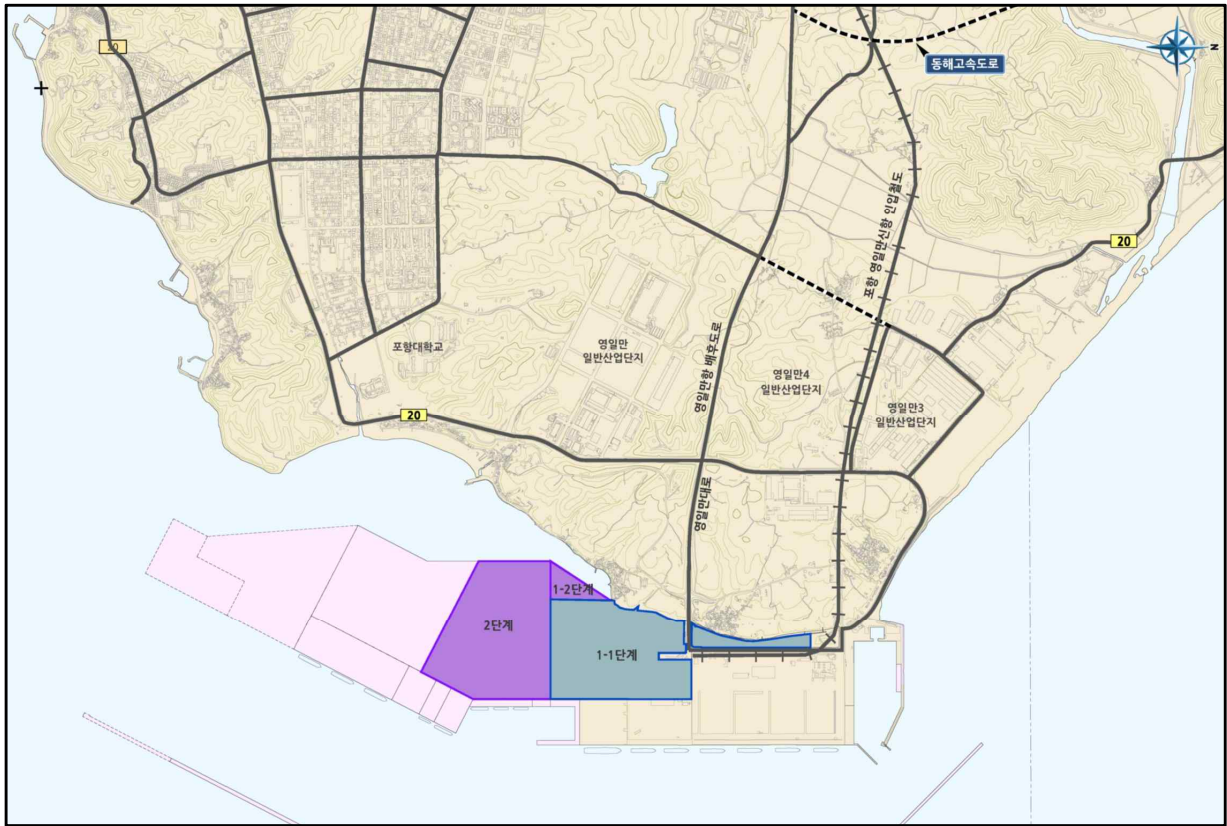 20
N
동해고속도로
포항 영일만신항 인입철도
20
포항대학교
영일만
일반산업단지
영일만항 배후도로
영일만4
일반산업단지
영일만3
일반산업단지
20
영일만대로
1-2단계
2단계
1-1단계